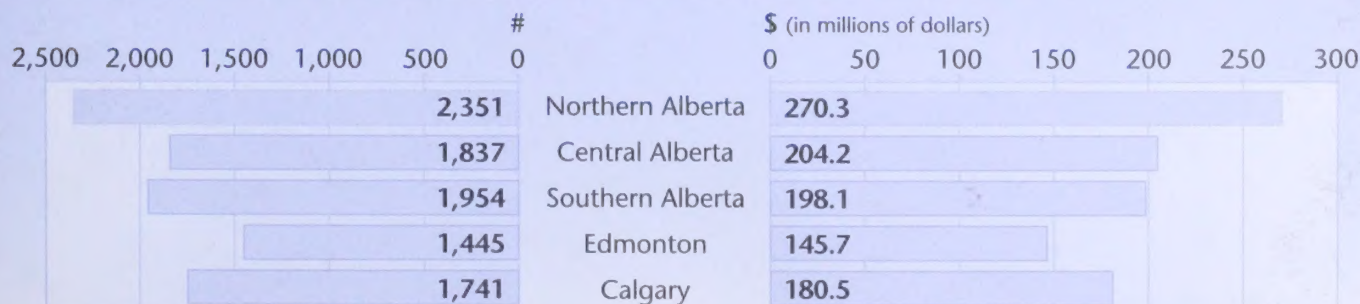 # $ (in millions of dollars)
2,500 2,000 1,500 1,000 500 0 0 50 100 150 200 250 300
2,351 Northern Alberta 270.3
1,837 Central Alberta 204.2
1,954 Southern Alberta 198.1
1,445 Edmonton 145.7
1,741 Calgary 180.5